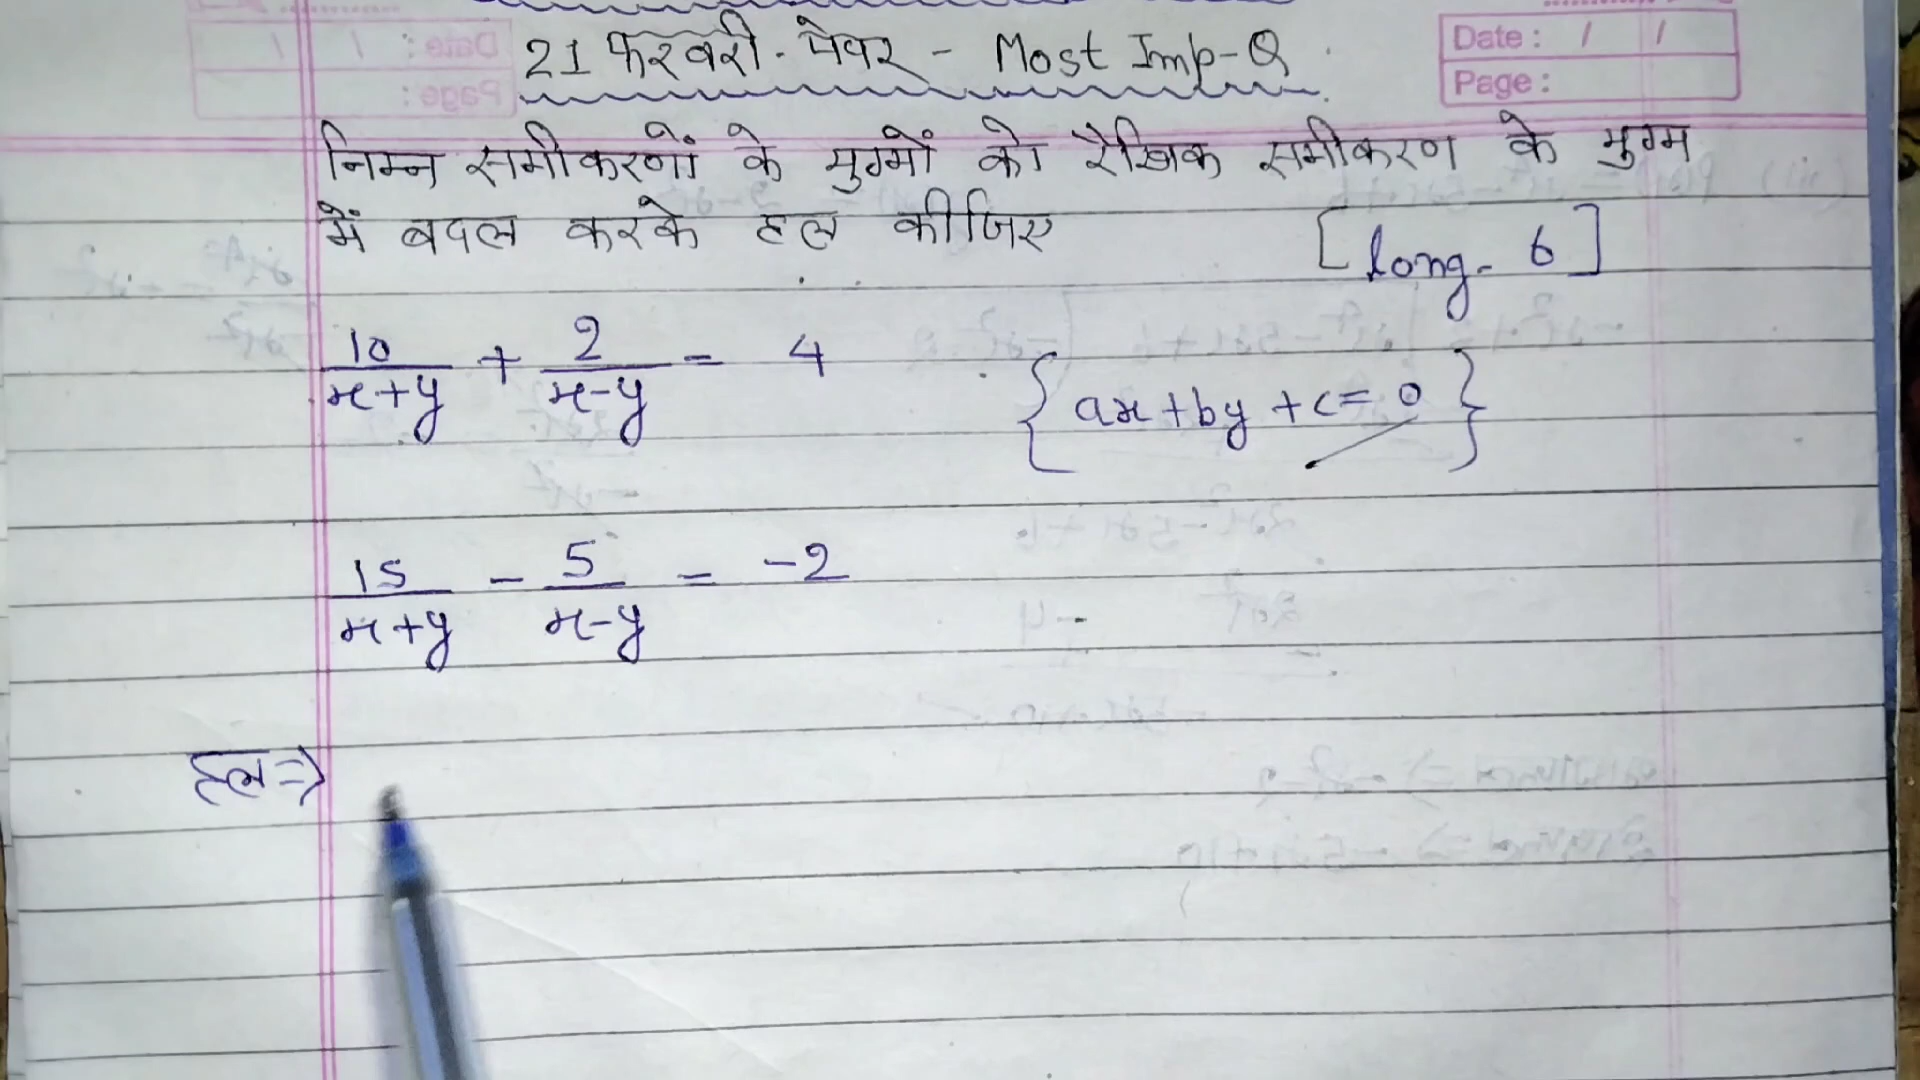 21 फरवरी. पेपर - Most Imp-Q
Date : / /
Page :
निम्न समीकरणों के युग्मों को रैखिक समीकरण के युग्म
में बदल करके हल कीजिए
[long- 6]
10/(x+y) + 2/(x-y) = 4
{ax+by+c=0}
15/(x+y) - 5/(x-y) = -2
हल=>